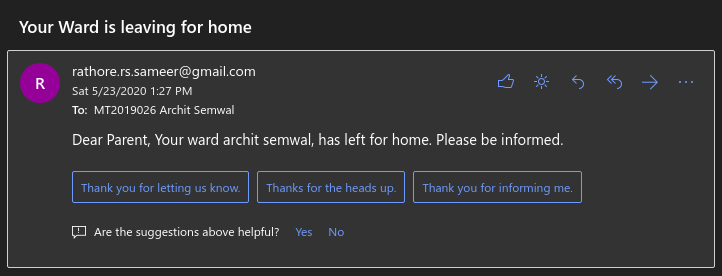 Your Ward is leaving for home
R
rathore.rs.sameer@gmail.com
Sat 5/23/2020 1:27 PM
To: MT2019026 Archit Semwal
Dear Parent, Your ward archit semwal, has left for home. Please be informed.
Thank you for letting us know. Thanks for the heads up. Thank you for informing me.
Are the suggestions above helpful? Yes No